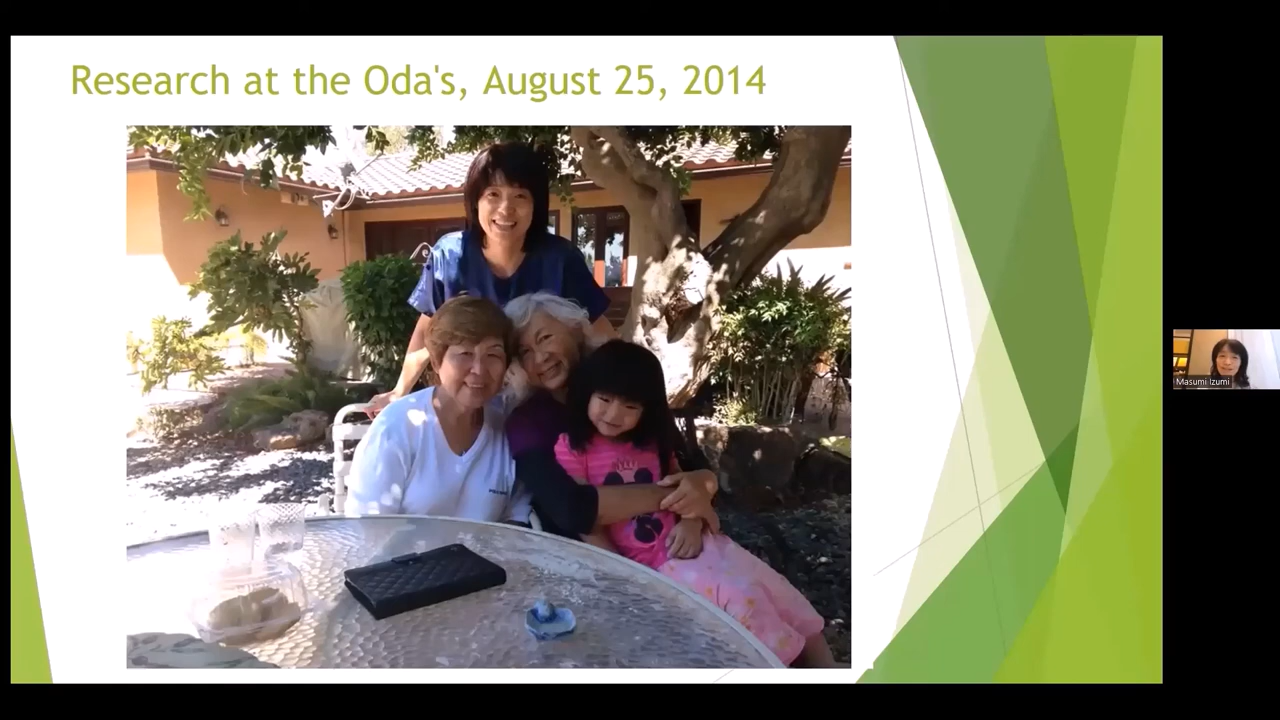 Research at the Oda's, August 25, 2014
Masumi Izumi